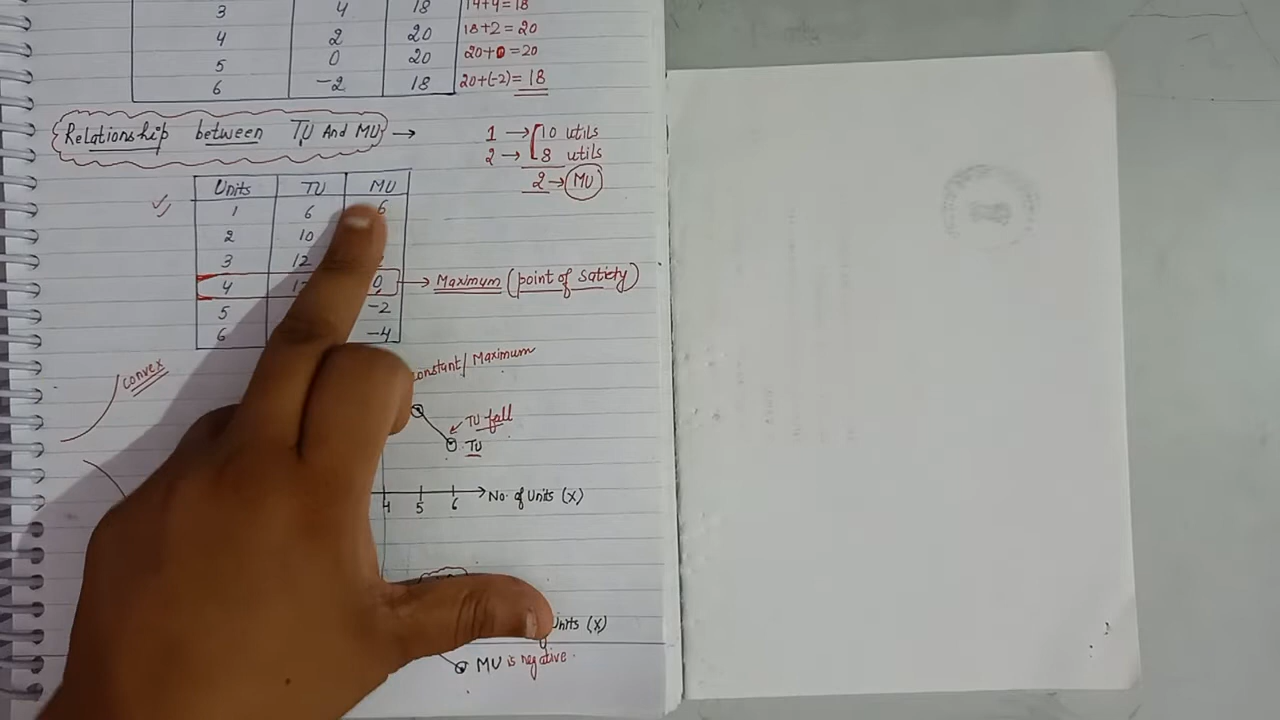 3 4 18 14+4=18
4 2 20 18+2=20
5 0 20 20+0=20
6 -2 18 20+(-2)=18
Relationship between TU And MU →
1 → 10 utils
2 → 8 utils
2 → MU
Units TU MU
1 6 6
2 10
3 12
4 0 → Maximum (point of satiety)
5 -2
6 -4
convex
constant/Maximum
TU fall
TU
4 5 6 No. of Units (X)
Units (X)
MU is negative.